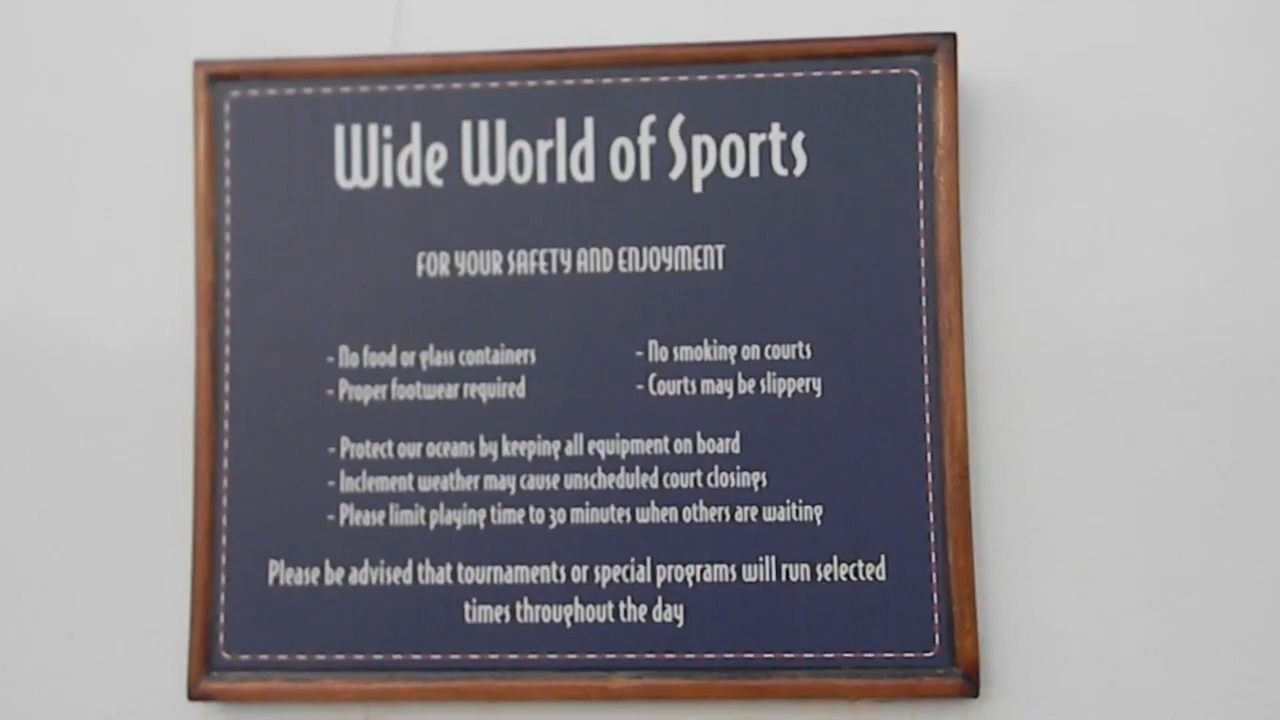 Wide World of Sports
FOR YOUR SAFETY AND ENJOYMENT
- No food or glass containers
- Proper footwear required
- No smoking on courts
- Courts may be slippery
- Protect our oceans by keeping all equipment on board
- Inclement weather may cause unscheduled court closings
- Please limit playing time to 30 minutes when others are waiting
Please be advised that tournaments or special programs will run selected
times throughout the day